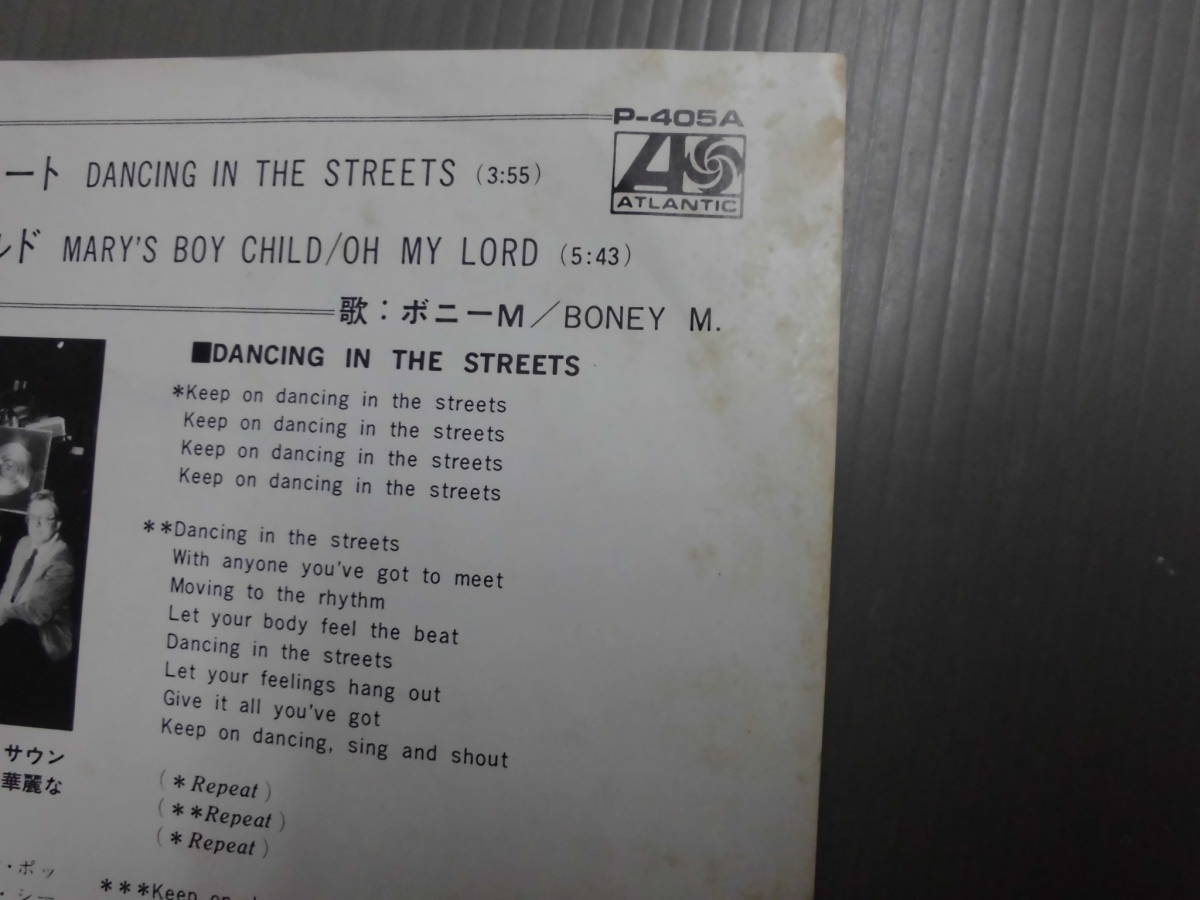 P-405A
ATLANTIC
ート DANCING IN THE STREETS (3:55)
ルド MARY'S BOY CHILD/OH MY LORD (5:43)
歌：ボニーM／BONEY M.
■DANCING IN THE STREETS
*Keep on dancing in the streets
Keep on dancing in the streets
Keep on dancing in the streets
Keep on dancing in the streets
**Dancing in the streets
With anyone you've got to meet
Moving to the rhythm
Let your body feel the beat
Dancing in the streets
Let your feelings hang out
Give it all you've got
Keep on dancing, sing and shout
(*Repeat)
(**Repeat)
(*Repeat)
サウン
華麗な
・ポッ
***Keep on